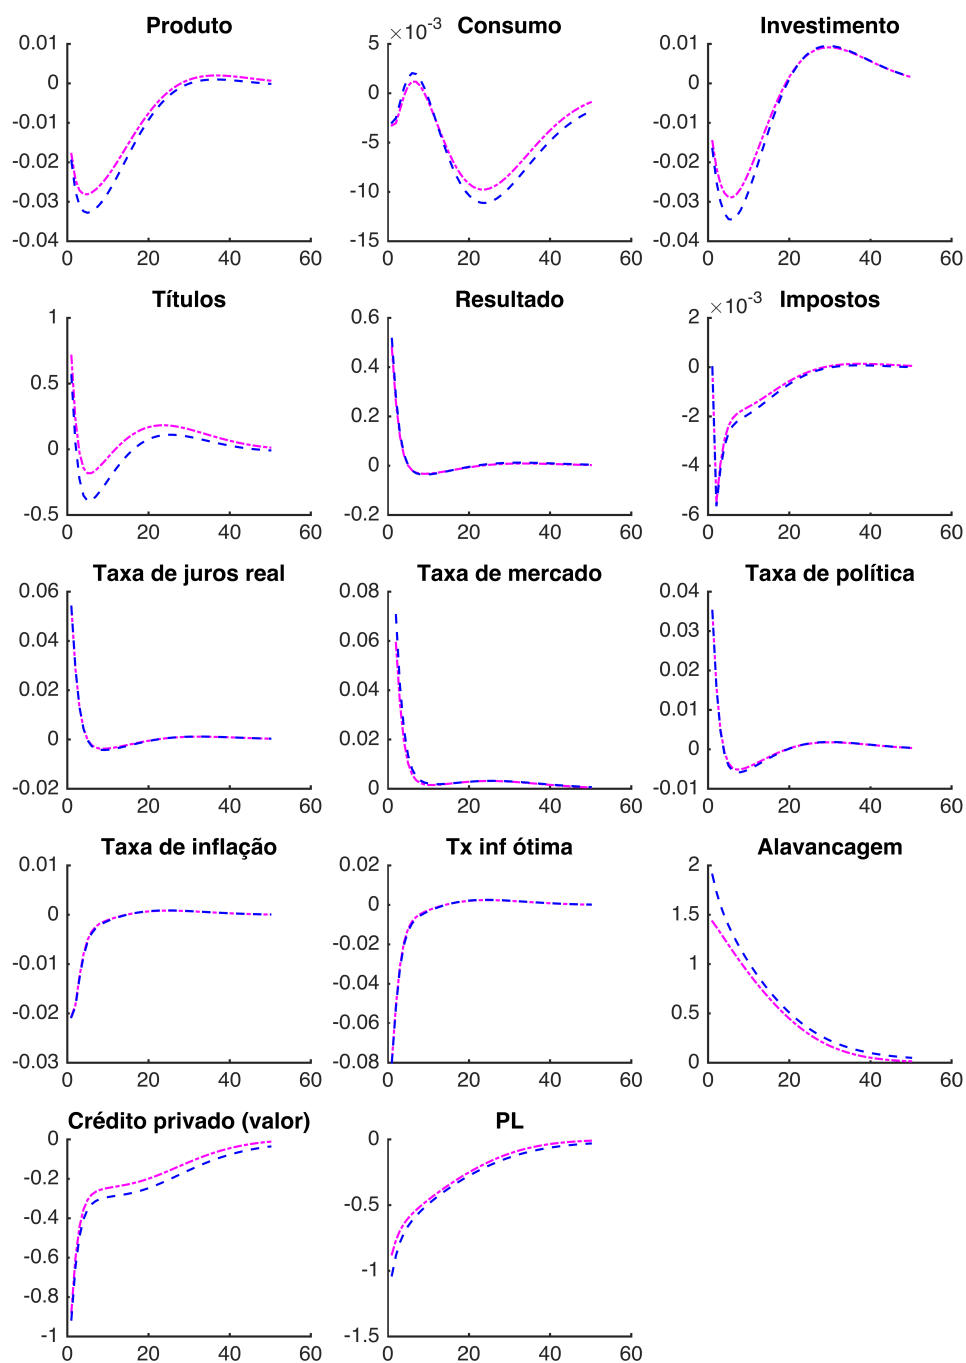 Produto
0.01
0
-0.01
-0.02
-0.03
-0.04
0 20 40 60
×10⁻³ Consumo
5
0
-5
-10
-15
0 20 40 60
Investimento
0.01
0
-0.01
-0.02
-0.03
-0.04
0 20 40 60
Títulos
1
0.5
0
-0.5
0 20 40 60
Resultado
0.6
0.4
0.2
0
-0.2
0 20 40 60
×10⁻³ Impostos
2
0
-2
-4
-6
0 20 40 60
Taxa de juros real
0.06
0.04
0.02
0
-0.02
0 20 40 60
Taxa de mercado
0.08
0.06
0.04
0.02
0
0 20 40 60
Taxa de política
0.04
0.03
0.02
0.01
0
-0.01
0 20 40 60
Taxa de inflação
0.01
0
-0.01
-0.02
-0.03
0 20 40 60
Tx inf ótima
0.02
0
-0.02
-0.04
-0.06
-0.08
0 20 40 60
Alavancagem
2
1.5
1
0.5
0
0 20 40 60
Crédito privado (valor)
0
-0.2
-0.4
-0.6
-0.8
-1
0 20 40 60
PL
0
-0.5
-1
-1.5
0 20 40 60